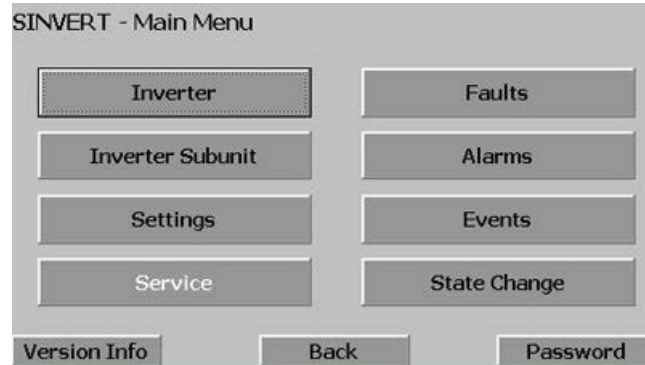 SINVERT - Main Menu
Inverter
Faults
Inverter Subunit
Alarms
Settings
Events
Service
State Change
Version Info
Back
Password